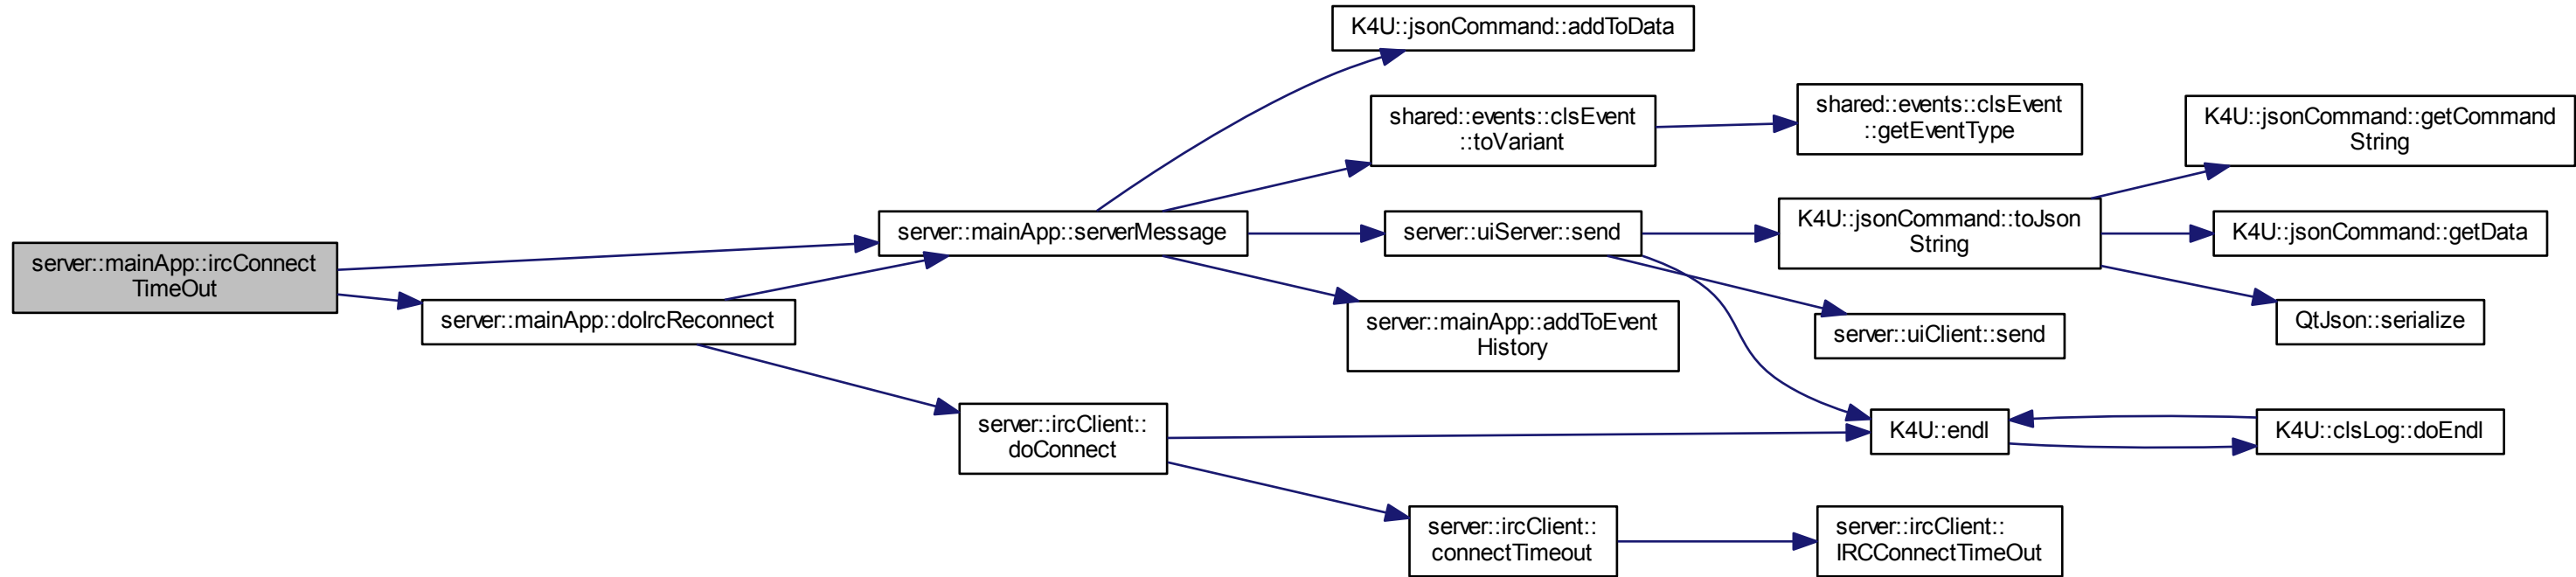 server::mainApp::ircConnect
TimeOut
server::mainApp::serverMessage
server::mainApp::doIrcReconnect
K4U::jsonCommand::addToData
shared::events::clsEvent
::toVariant
server::uiServer::send
server::mainApp::addToEvent
History
server::ircClient::
doConnect
shared::events::clsEvent
::getEventType
K4U::jsonCommand::toJson
String
server::uiClient::send
K4U::endl
server::ircClient::
connectTimeout
server::ircClient::
IRCConnectTimeOut
K4U::jsonCommand::getCommand
String
K4U::jsonCommand::getData
QtJson::serialize
K4U::clsLog::doEndl